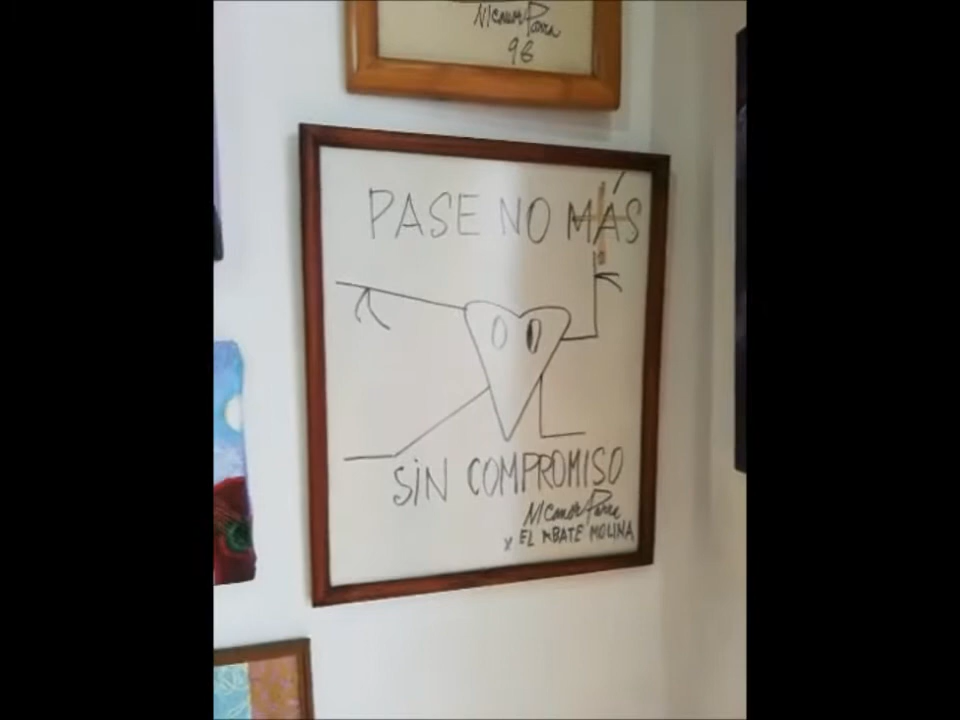 Nicanor Parra
96
PASE NO MÁS
SiN COMPROMISO
Nicanor Parra
x EL ABATE MOLINA